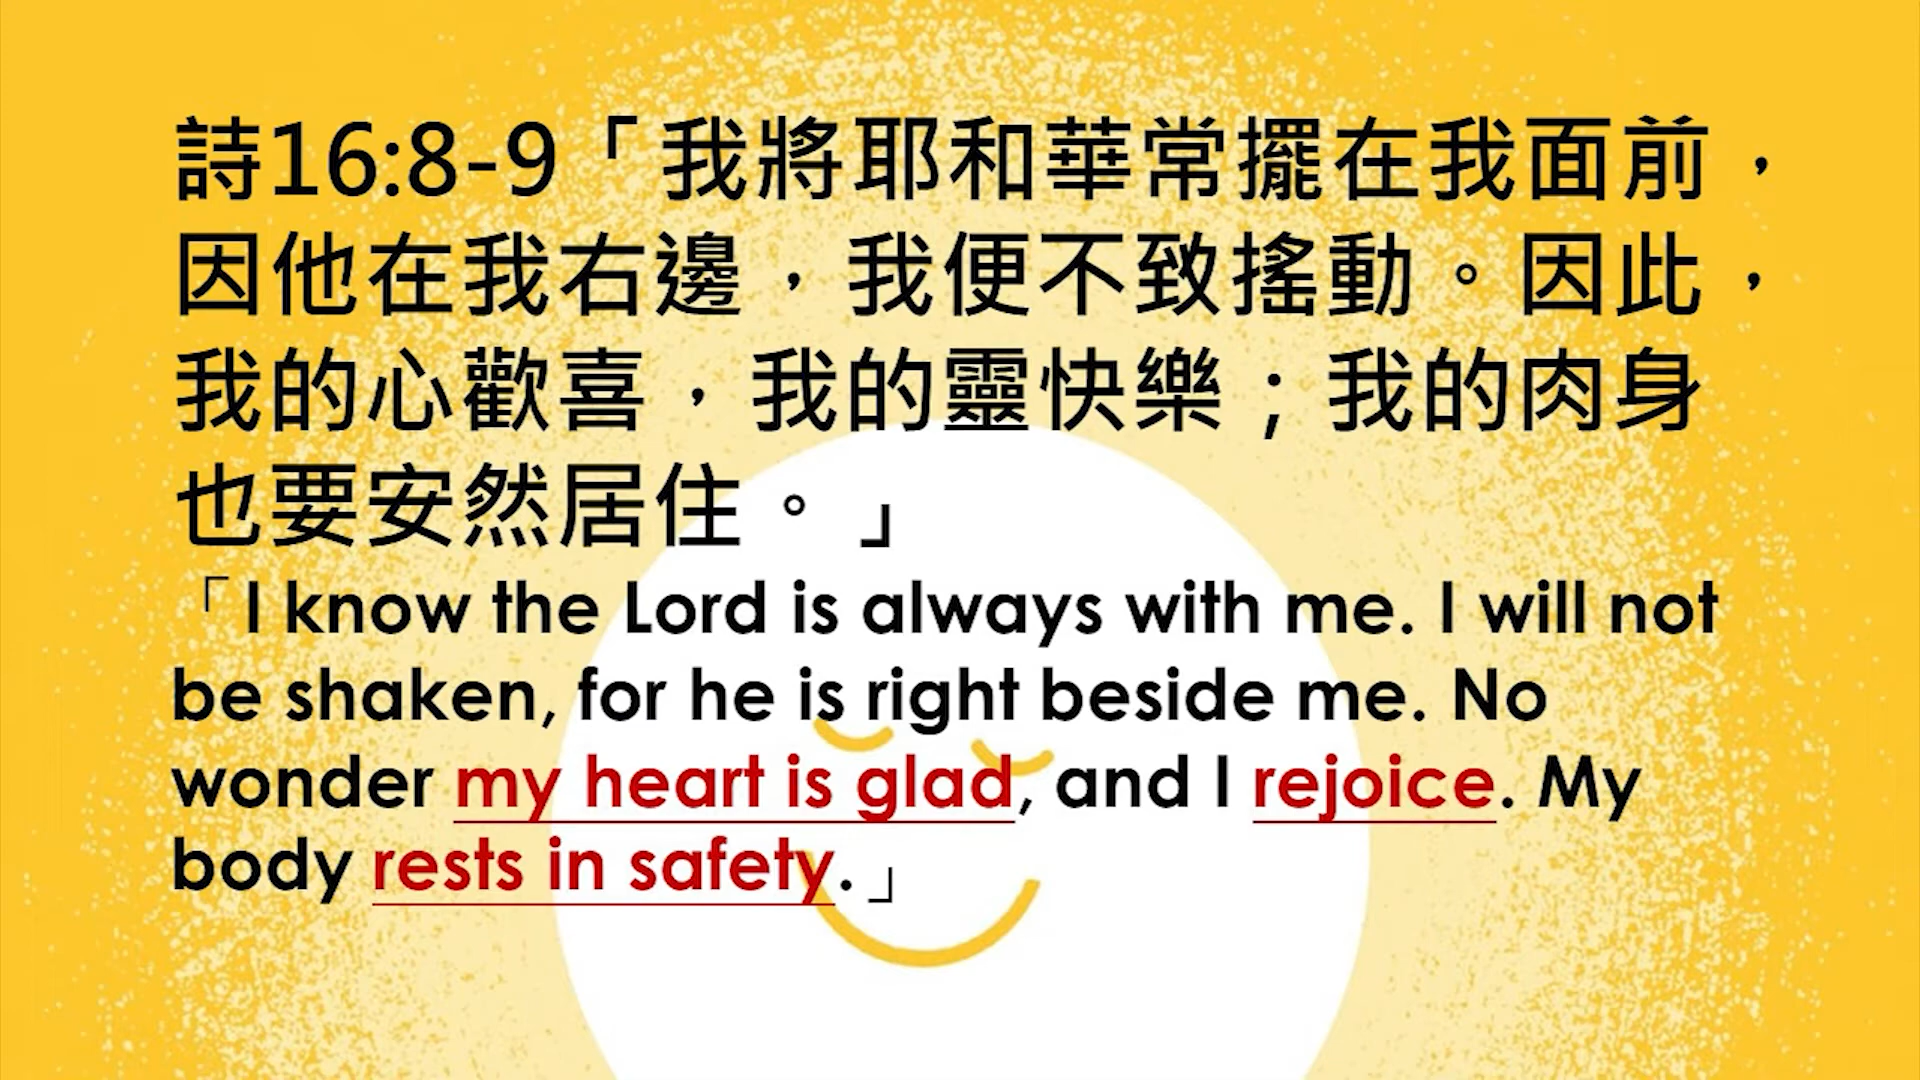 詩16:8-9「我將耶和華常擺在我面前，
因他在我右邊，我便不致搖動。因此，
我的心歡喜，我的靈快樂；我的肉身
也要安然居住。」
「I know the Lord is always with me. I will not
be shaken, for he is right beside me. No
wonder my heart is glad, and I rejoice. My
body rests in safety.」